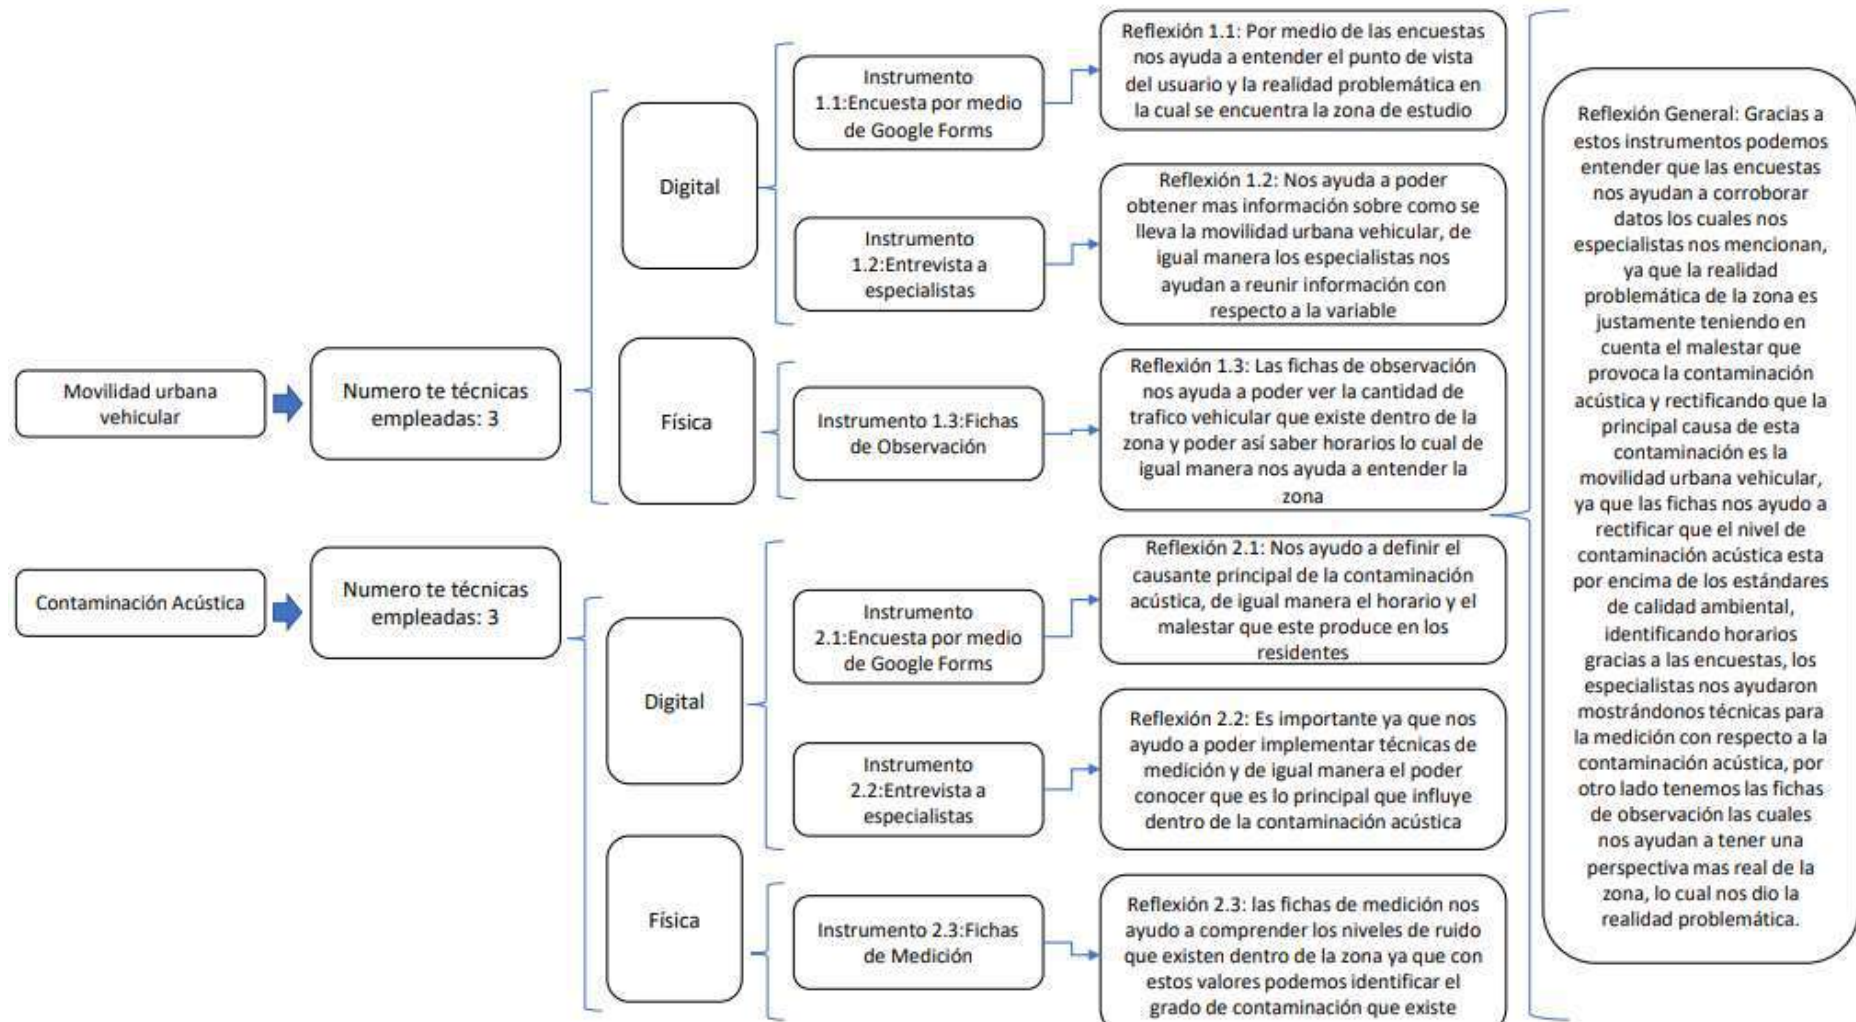 Movilidad urbana
vehicular
Numero te técnicas
empleadas: 3
Digital
Instrumento
1.1:Encuesta por medio
de Google Forms
Reflexión 1.1: Por medio de las encuestas
nos ayuda a entender el punto de vista
del usuario y la realidad problemática en
la cual se encuentra la zona de estudio
Instrumento
1.2:Entrevista a
especialistas
Reflexión 1.2: Nos ayuda a poder
obtener mas información sobre como se
lleva la movilidad urbana vehicular, de
igual manera los especialistas nos
ayudan a reunir información con
respecto a la variable
Física
Instrumento 1.3:Fichas
de Observación
Reflexión 1.3: Las fichas de observación
nos ayuda a poder ver la cantidad de
trafico vehicular que existe dentro de la
zona y poder así saber horarios lo cual de
igual manera nos ayuda a entender la
zona
Contaminación Acústica
Numero te técnicas
empleadas: 3
Digital
Instrumento
2.1:Encuesta por medio
de Google Forms
Reflexión 2.1: Nos ayudo a definir el
causante principal de la contaminación
acústica, de igual manera el horario y el
malestar que este produce en los
residentes
Instrumento
2.2:Entrevista a
especialistas
Reflexión 2.2: Es importante ya que nos
ayudo a poder implementar técnicas de
medición y de igual manera el poder
conocer que es lo principal que influye
dentro de la contaminación acústica
Física
Instrumento 2.3:Fichas
de Medición
Reflexión 2.3: las fichas de medición nos
ayudo a comprender los niveles de ruido
que existen dentro de la zona ya que con
estos valores podemos identificar el
grado de contaminación que existe
Reflexión General: Gracias a
estos instrumentos podemos
entender que las encuestas
nos ayudan a corroborar
datos los cuales nos
especialistas nos mencionan,
ya que la realidad
problemática de la zona es
justamente teniendo en
cuenta el malestar que
provoca la contaminación
acústica y rectificando que la
principal causa de esta
contaminación es la
movilidad urbana vehicular,
ya que las fichas nos ayudo a
rectificar que el nivel de
contaminación acústica esta
por encima de los estándares
de calidad ambiental,
identificando horarios
gracias a las encuestas, los
especialistas nos ayudaron
mostrándonos técnicas para
la medición con respecto a la
contaminación acústica, por
otro lado tenemos las fichas
de observación las cuales
nos ayudan a tener una
perspectiva mas real de la
zona, lo cual nos dio la
realidad problemática.